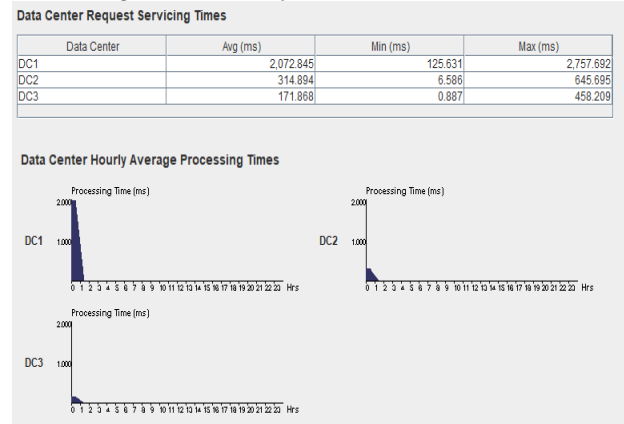 Data Center Request Servicing Times
Data Center Avg (ms) Min (ms) Max (ms)
DC1 2,072.845 125.631 2,757.692
DC2 314.894 6.586 645.695
DC3 171.868 0.887 458.209
Data Center Hourly Average Processing Times
Processing Time (ms)
2.000
DC1 1.000
0 1 2 3 4 5 6 7 8 9 10 11 12 13 14 15 16 17 18 19 20 21 22 23 Hrs
Processing Time (ms)
2.000
DC2 1.000
0 1 2 3 4 5 6 7 8 9 10 11 12 13 14 15 16 17 18 19 20 21 22 23 Hrs
Processing Time (ms)
2.000
DC3 1.000
0 1 2 3 4 5 6 7 8 9 10 11 12 13 14 15 16 17 18 19 20 21 22 23 Hrs